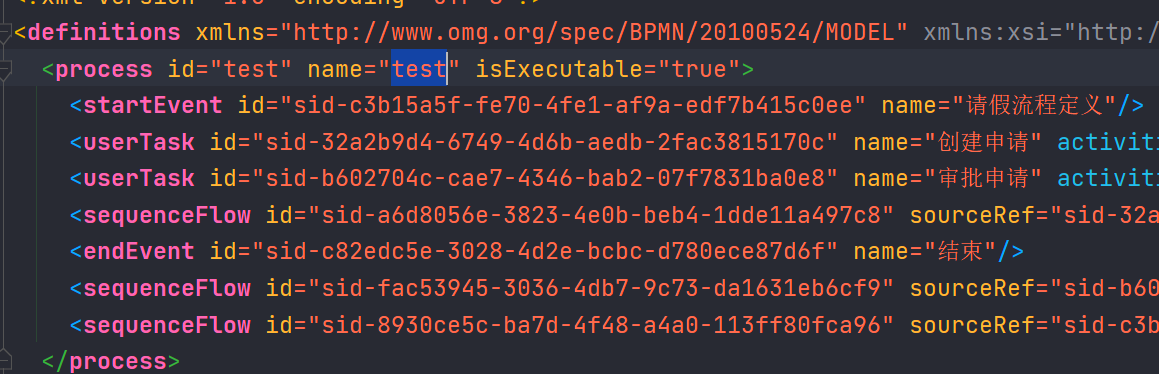 <?xml version="1.0" encoding="UTF-8"?>
<definitions xmlns="http://www.omg.org/spec/BPMN/20100524/MODEL" xmlns:xsi="http:/
<process id="test" name="test" isExecutable="true">
<startEvent id="sid-c3b15a5f-fe70-4fe1-af9a-edf7b415c0ee" name="请假流程定义"/>
<userTask id="sid-32a2b9d4-6749-4d6b-aedb-2fac3815170c" name="创建申请" activiti
<userTask id="sid-b602704c-cae7-4346-bab2-07f7831ba0e8" name="审批申请" activiti
<sequenceFlow id="sid-a6d8056e-3823-4e0b-beb4-1dde11a497c8" sourceRef="sid-32a
<endEvent id="sid-c82edc5e-3028-4d2e-bcbc-d780ece87d6f" name="结束"/>
<sequenceFlow id="sid-fac53945-3036-4db7-9c73-da1631eb6cf9" sourceRef="sid-b60
<sequenceFlow id="sid-8930ce5c-ba7d-4f48-a4a0-113ff80fca96" sourceRef="sid-c3b
</process>